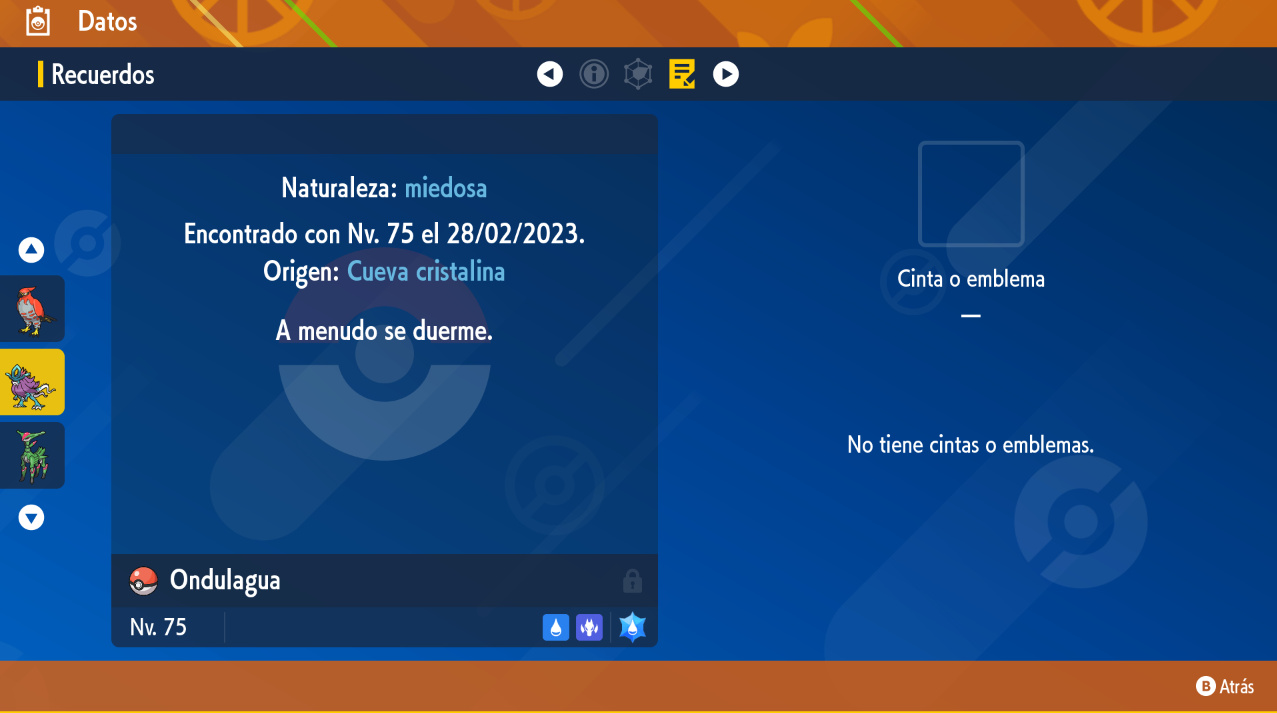 Datos
Recuerdos
Naturaleza: miedosa
Encontrado con Nv. 75 el 28/02/2023.
Origen: Cueva cristalina
A menudo se duerme.
Ondulagua
Nv. 75
Cinta o emblema
—
No tiene cintas o emblemas.
B Atrás